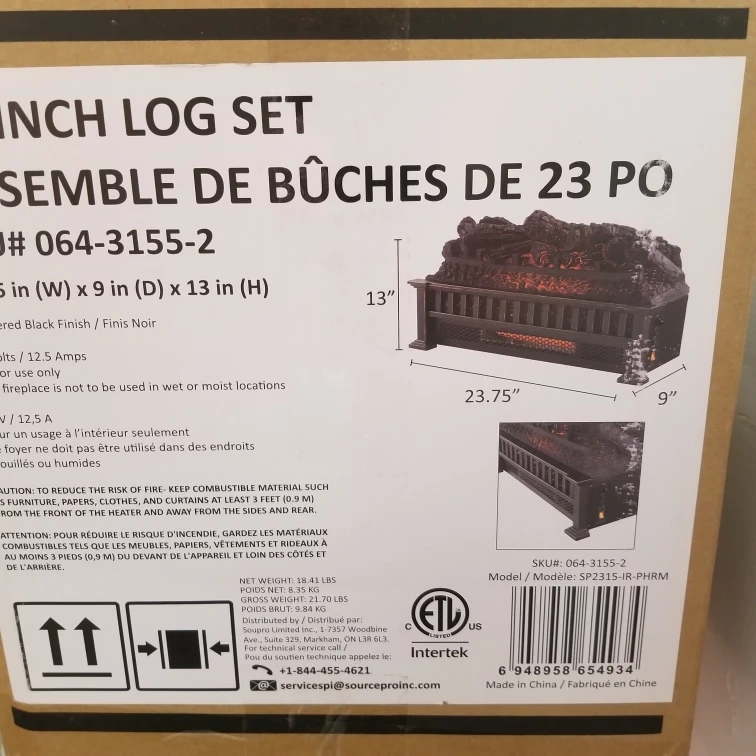 INCH LOG SET
SEMBLE DE BÛCHES DE 23 PO
# 064-3155-2
in (W) x 9 in (D) x 13 in (H)
ered Black Finish / Finis Noir
olts / 12.5 Amps
or use only
fireplace is not to be used in wet or moist locations
V / 12,5 A
ur un usage à l'intérieur seulement
foyer ne doit pas être utilisé dans des endroits
ouillés ou humides
AUTION: TO REDUCE THE RISK OF FIRE- KEEP COMBUSTIBLE MATERIAL SUCH
S FURNITURE, PAPERS, CLOTHES, AND CURTAINS AT LEAST 3 FEET (0.9 M)
ROM THE FRONT OF THE HEATER AND AWAY FROM THE SIDES AND REAR.
ATTENTION: POUR RÉDUIRE LE RISQUE D'INCENDIE, GARDEZ LES MATÉRIAUX
COMBUSTIBLES TELS QUE LES MEUBLES, PAPIERS, VÊTEMENTS ET RIDEAUX À
AU MOINS 3 PIEDS (0,9 M) DU DEVANT DE L'APPAREIL ET LOIN DES CÔTÉS ET
DE L'ARRIÈRE.
13"
23.75"
9"
NET WEIGHT: 18.41 LBS
POIDS NET: 8.35 KG
GROSS WEIGHT: 21.70 LBS
POIDS BRUT: 9.84 KG
Distributed by / Distribué par:
Soupro Limited Inc., 1-7357 Woodbine
Ave., Suite 329, Markham, ON L3R 6L3.
For technical service call /
Pou du soutien technique appelez le:
+1-844-455-4621
servicespi@sourceproinc.com
C ETL US
LISTED
Intertek
SKU#: 064-3155-2
Model / Modèle: SP2315-IR-PHRM
6 948958 654934
Made in China / Fabriqué en Chine